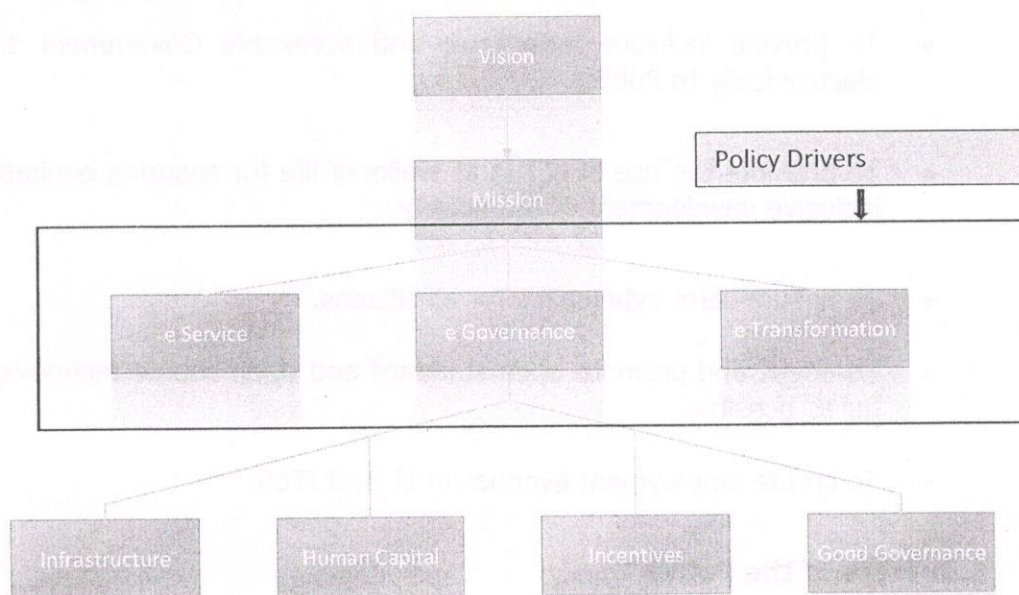 Vision
Policy Drivers
Mission
e Service
e Governance
e Transformation
Infrastructure
Human Capital
Incentives
Good Governance